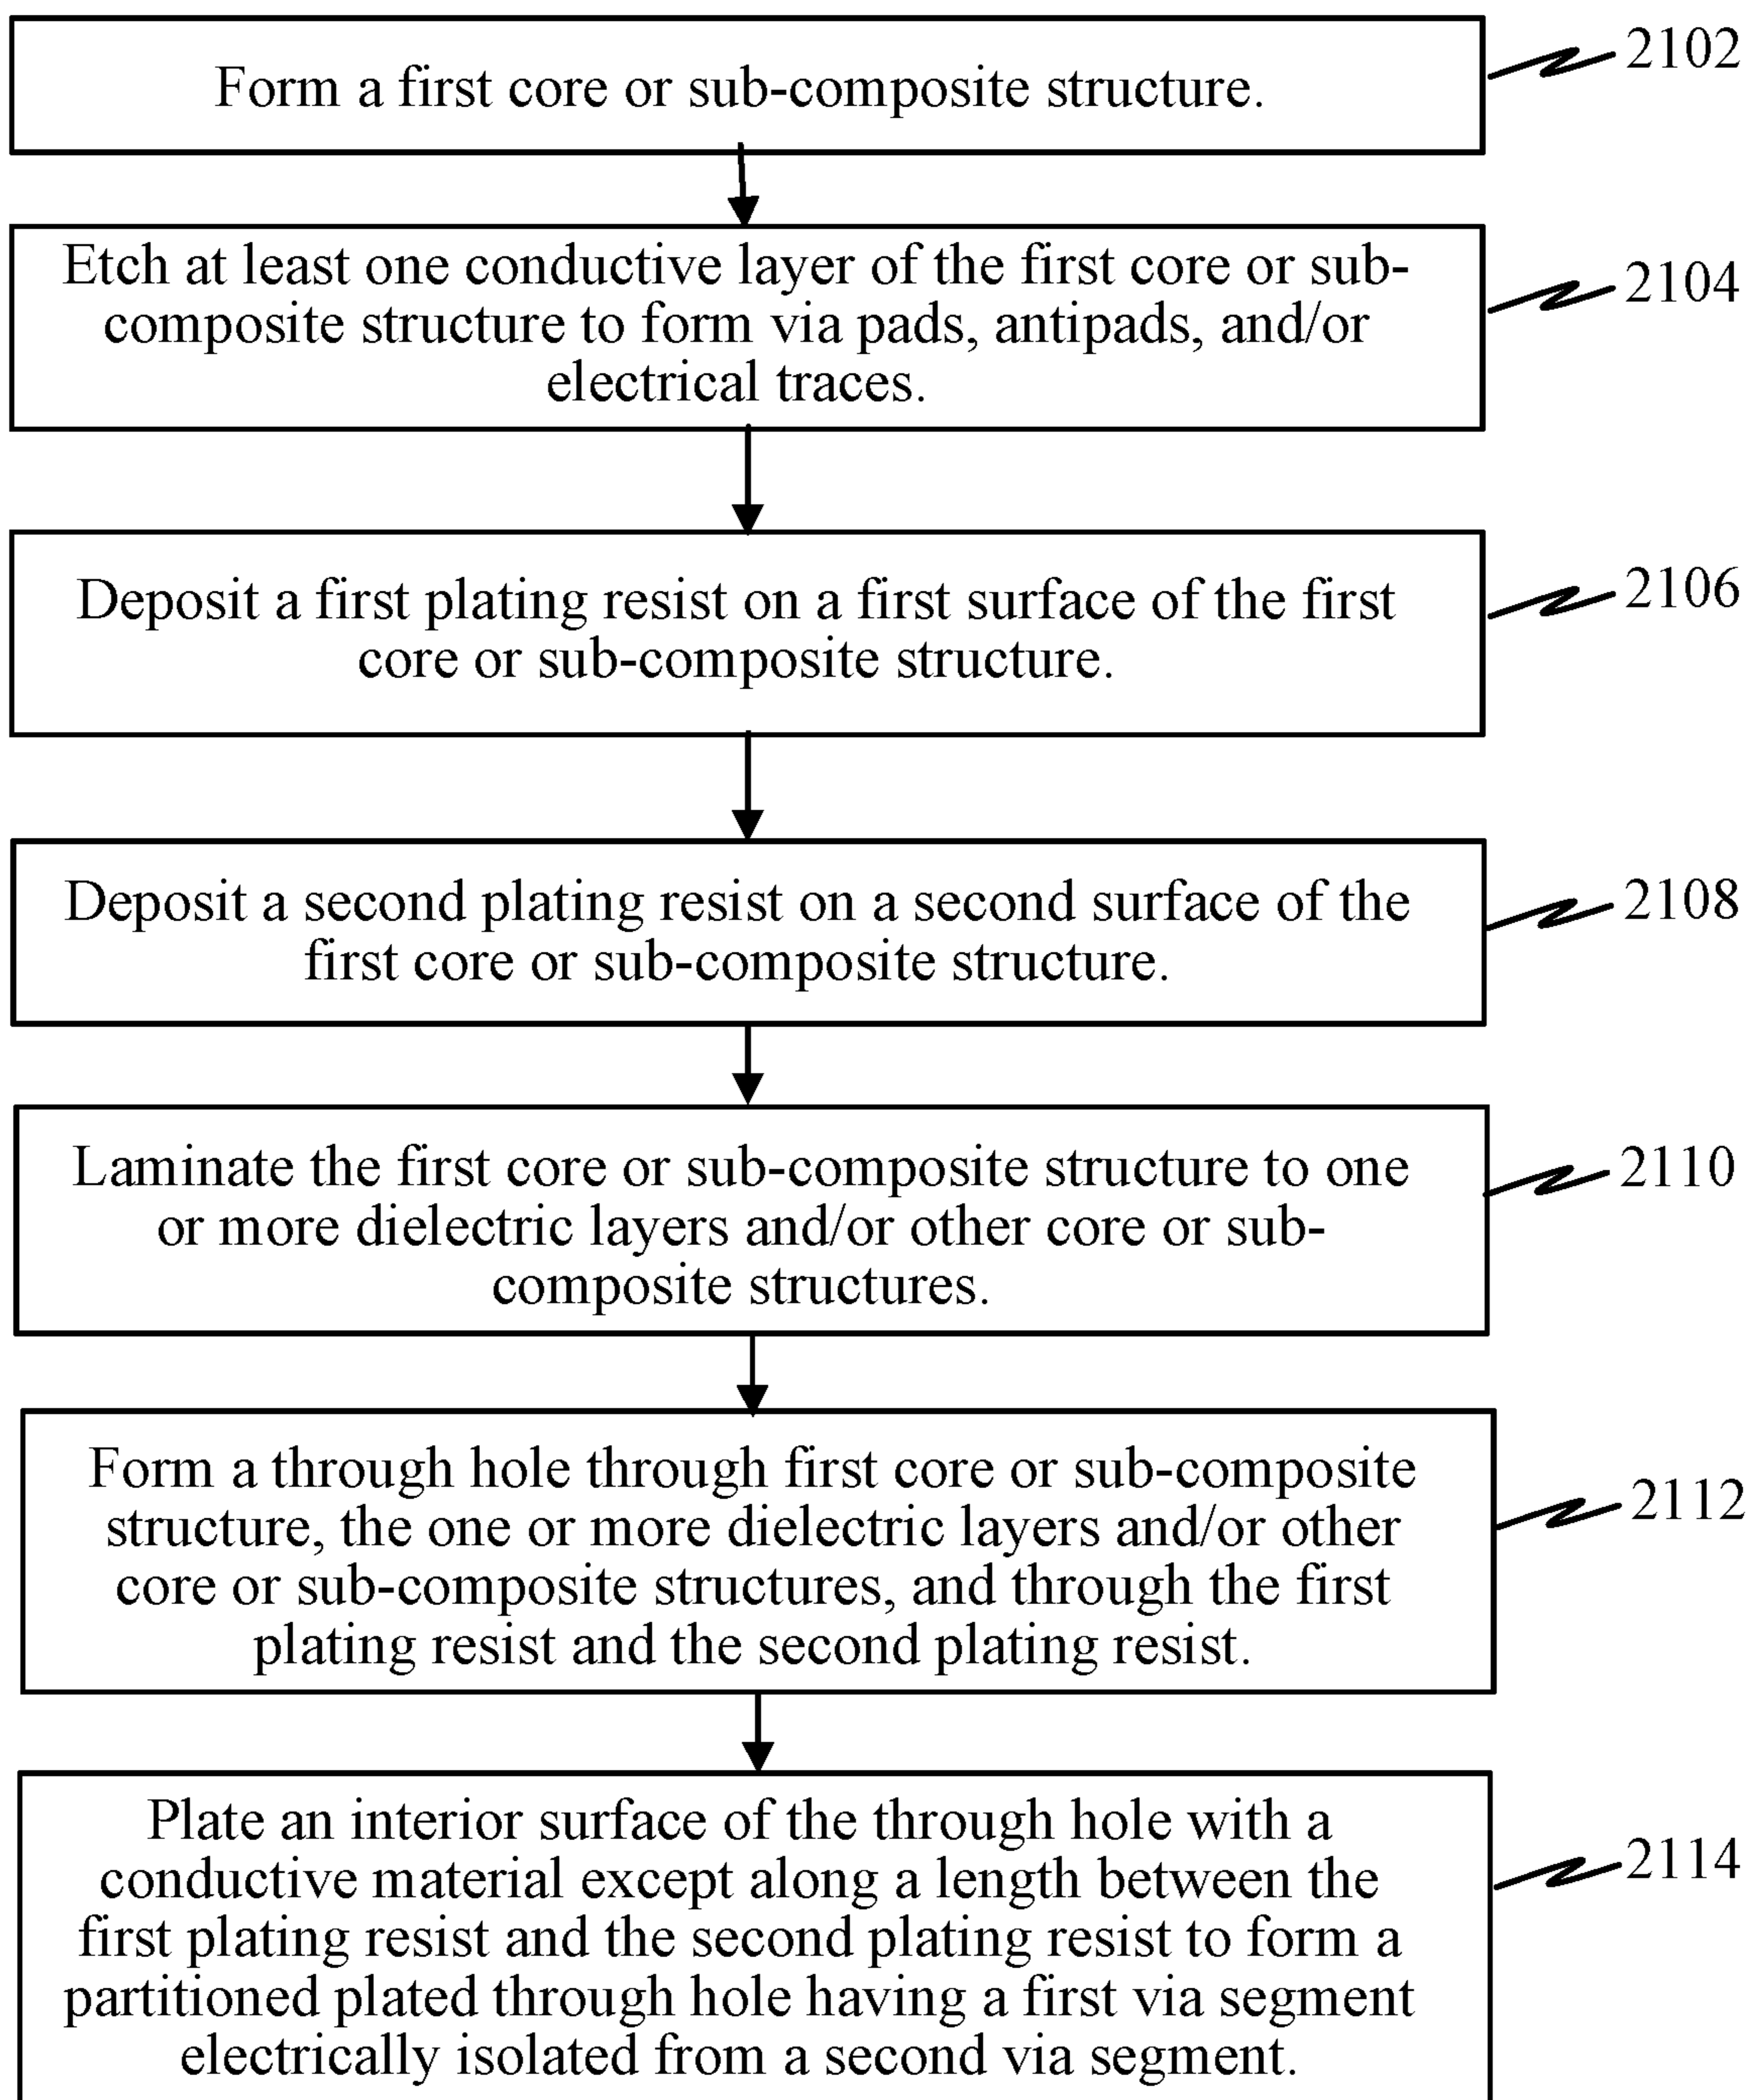 Form a first core or sub-composite structure.
2102
Etch at least one conductive layer of the first core or sub-
composite structure to form via pads, antipads, and/or
electrical traces.
2104
Deposit a first plating resist on a first surface of the first
core or sub-composite structure.
2106
Deposit a second plating resist on a second surface of the
first core or sub-composite structure.
2108
Laminate the first core or sub-composite structure to one
or more dielectric layers and/or other core or sub-
composite structures.
2110
Form a through hole through first core or sub-composite
structure, the one or more dielectric layers and/or other
core or sub-composite structures, and through the first
plating resist and the second plating resist.
2112
Plate an interior surface of the through hole with a
conductive material except along a length between the
first plating resist and the second plating resist to form a
partitioned plated through hole having a first via segment
electrically isolated from a second via segment.
2114